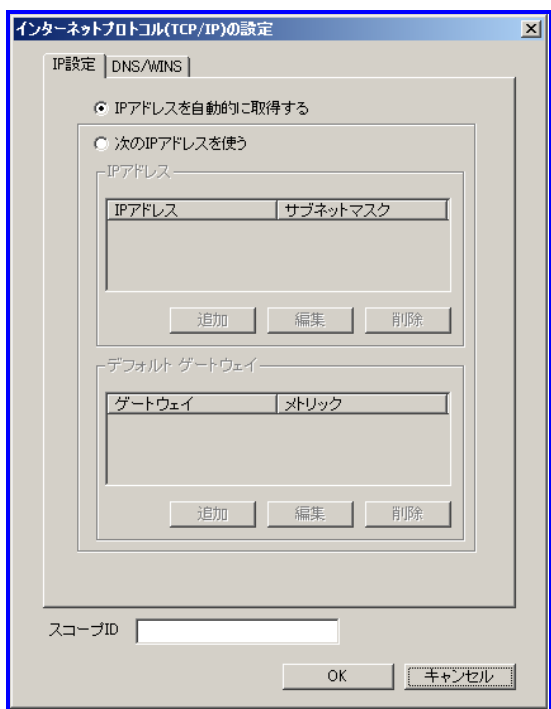 インターネットプロトコル(TCP/IP)の設定
IP設定 DNS/WINS
IPアドレスを自動的に取得する
次のIPアドレスを使う
IPアドレス
IPアドレス サブネットマスク
追加 編集 削除
デフォルト ゲートウェイ
ゲートウェイ メトリック
追加 編集 削除
スコープID
OK キャンセル